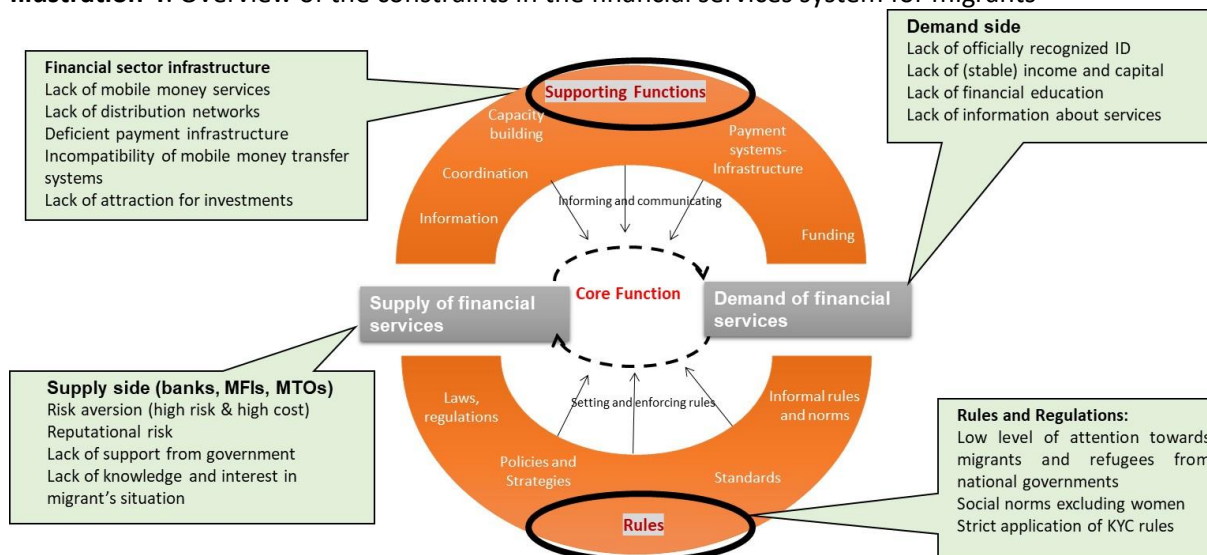 Illustration Overview of the constraints in the financial services system for migrants
Financial sector infrastructure
Lack of mobile money services
Lack of distribution networks
Deficient payment infrastructure
Incompatibility of mobile money transfer
systems
Lack of attraction for investments
Demand side
Lack of officially recognized ID
Lack of (stable) income and capital
Lack of financial education
Lack of information about services
Supporting Functions
Capacity
building
Payment
systems-
Infrastructure
Coordination
Information
Funding
Informing and communicating
Supply of financial
services
Core Function
Demand of financial
services
Supply side (banks, MFIs, MTOs)
Risk aversion (high risk & high cost)
Reputational risk
Lack of support from government
Lack of knowledge and interest in
migrant's situation
Laws,
regulations
Setting and enforcing rules
Informal rules
and norms
Policies and
Strategies
Standards
Rules
Rules and Regulations:
Low level of attention towards
migrants and refugees from
national governments
Social norms excluding women
Strict application of KYC rules